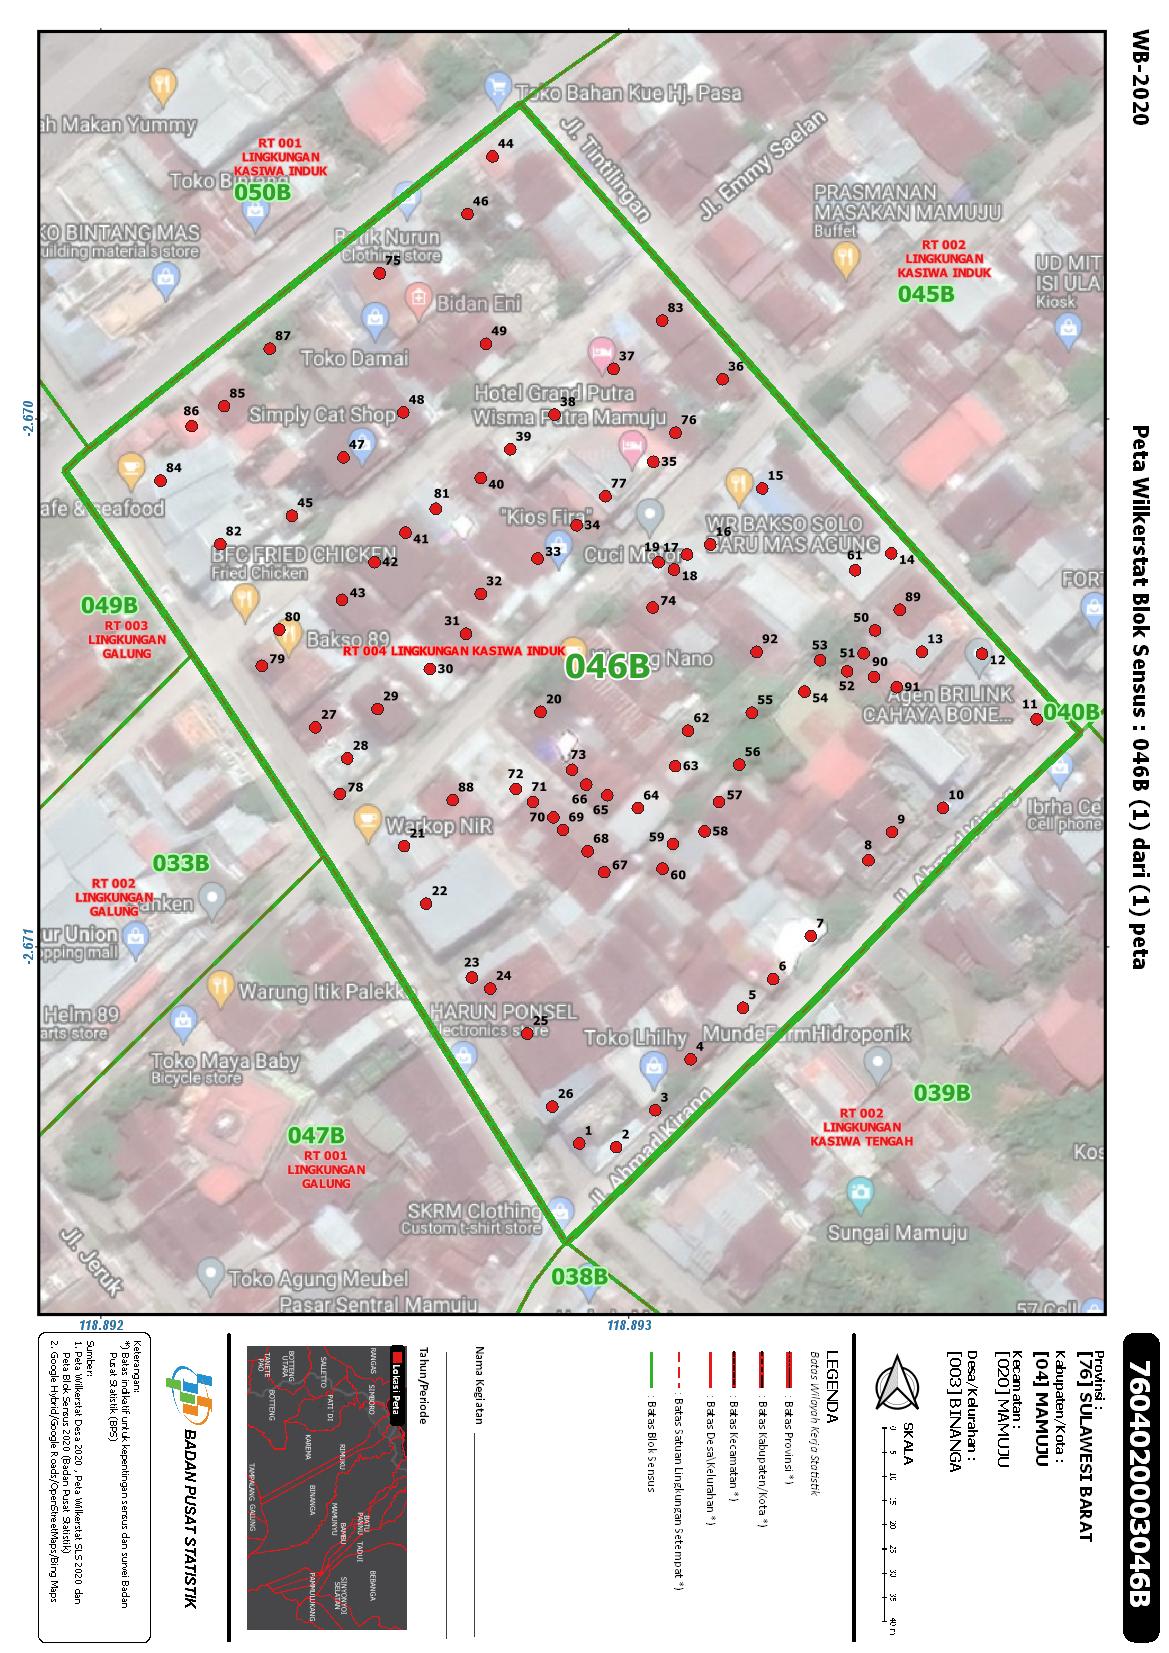 WB-2020
Peta Wilkerstat Blok Sensus : 046B (1) dari (1) peta
Toko Bahan Kue Hj. Pasa
ah Makan Yummy
Jl. Tintilingan
Jl. Emmy Saelan
RT 001
LINGKUNGAN
KASIWA INDUK
050B
44
46
PRASMANAN
MASAKAN MAMUJU
Buffet
KO BINTANG MAS
uilding materials store
Batik Nurun
Clothing store
RT 002
LINGKUNGAN
KASIWA INDUK
045B
UD MIT
ISI ULA
Kiosk
75
Bidan Eni
83
87
49
Toko Damai
37
36
85
86
48
38
Hotel Grand Putra
Wisma Putra Mamuju
Simply Cat Shop
76
39
47
35
84
40
afe & seafood
77
15
81
45
"Kios Fira"
34
WR BAKSO SOLO
BARU MAS AGUNG
82
41
16
BFC FRIED CHICKEN
Fried Chicken
42
33
Cuci Motor
19 17
18
61
14
FOR
-2.670
049B
RT 003
LINGKUNGAN
GALUNG
43
32
74
89
80
31
Bakso 89
50
RT 004 LINGKUNGAN KASIWA INDUK
046B
79
30
92
53
51
13
12
90
52
91
54
Agen BRILINK
CAHAYA BONE...
29
20
55
11
040B
27
62
28
73
63
56
78
88
72
71
66
65
64
57
10
Ibrha Cel
Cell phone
Warkop NiR
70
69
58
9
21
68
59
8
033B
67
60
RT 002
LINGKUNGAN
GALUNG
22
ur Union
opping mall
7
-2.671
23
24
6
Warung Itik Palekko
5
HARUN PONSEL
lectronics store
25
Helm 89
arts store
Toko Lhilhy
MundeFarmHidroponik
4
Toko Maya Baby
Bicycle store
26
3
039B
1
2
Jl. Ahmad Kirang
RT 002
LINGKUNGAN
KASIWA TENGAH
047B
RT 001
LINGKUNGAN
GALUNG
Kos
SKRM Clothing
Custom t-shirt store
Sungai Mamuju
Jl. Jeruk
038B
Toko Agung Meubel
Pasar Sentral Mamuju
57 Cell
118.892
118.893
7604020003046B
Provinsi :
[76] SULAWESI BARAT
Kabupaten/Kota :
[04] MAMUJU
Kecamatan :
[020] MAMUJU
Desa/Kelurahan :
[003] BINANGA
SKALA
0 5 10 15 20 25 30 35 40 m
LEGENDA
Batas Wilayah Kerja Statistik
: Batas Provinsi *)
: Batas Kabupaten/Kota *)
: Batas Kecamatan *)
: Batas Desa\Kelurahan *)
: Batas Satuan Lingkungan Setempat *)
: Batas Blok Sensus
Nama Kegiatan
Tahun/Periode
Lokasi Peta
RANGAS
SIMBORO
SALLETTO
PATI'DI
BOTTENG
UTARA
BOTTENG
TANETE
PAO
RIMUKU
KAREMA
BINANGA
MAMUNYU
BATU
PANNU
TADUI
BAMBU
TAMPALANG
GALUNG
BEBANGA
SINYONYOI
SELATAN
PAMMULUKANG
BADAN PUSAT STATISTIK
Keterangan:
*) Batas indikatif untuk kepentingan sensus dan survei Badan
Pusat Statistik (BPS)
Sumber:
1. Peta Wilkerstat Desa 2020 , Peta Wilkerstat SLS 2020 dan
Peta Blok Sensus 2020 (Badan Pusat Statistik)
2. Google Hybrid/Google Roads/OpenStreetMaps/Bing Maps